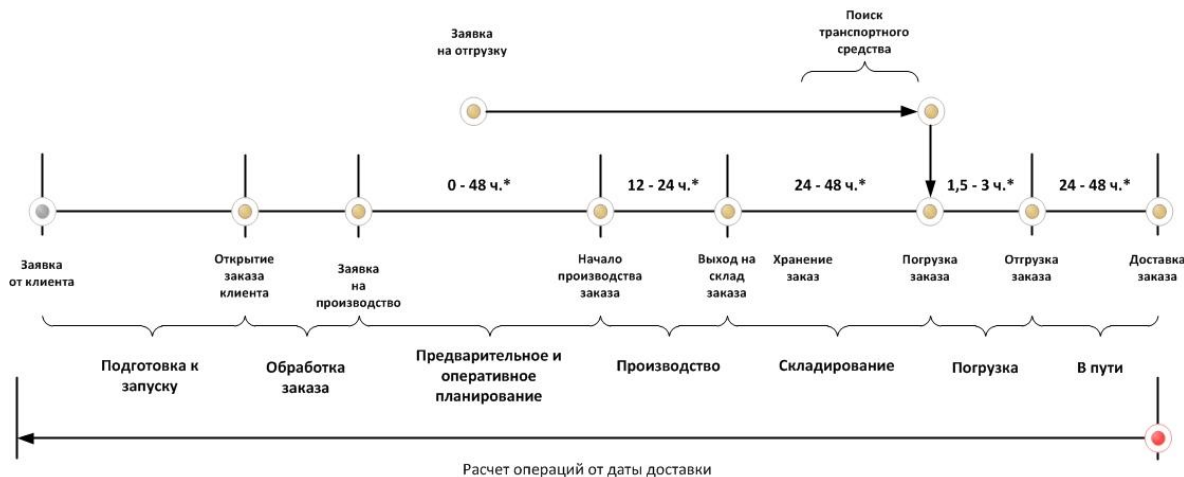 Заявка
на отгрузку
Поиск
транспортного
средства
0 - 48 ч.*
12 - 24 ч.*
24 - 48 ч.*
1,5 - 3 ч.*
24 - 48 ч.*
Заявка
от клиента
Открытие
заказа
клиента
Заявка
на
производство
Начало
производства
заказа
Выход на
склад
заказа
Хранение
заказ
Погрузка
заказа
Отгрузка
заказа
Доставка
заказа
Подготовка к
запуску
Обработка
заказа
Предварительное и
оперативное
планирование
Производство
Складирование
Погрузка
В пути
Расчет операций от даты доставки